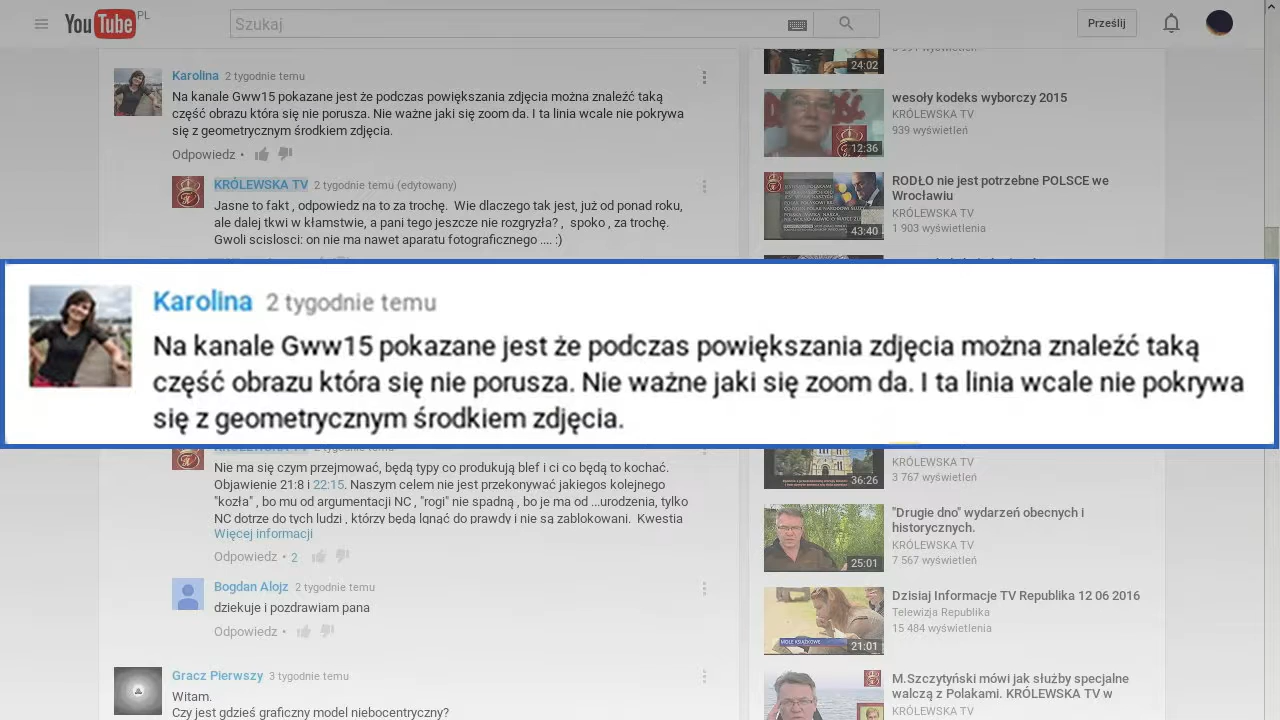 YouTube PL
Szukaj
Prześlij
Karolina 2 tygodnie temu
Na kanale Gww15 pokazane jest że podczas powiększania zdjęcia można znaleźć taką
część obrazu która się nie porusza. Nie ważne jaki się zoom da. I ta linia wcale nie pokrywa
się z geometrycznym środkiem zdjęcia.
Odpowiedz •
KRÓLEWSKA TV 2 tygodnie temu (edytowany)
Jasne to fakt, odpowiedz na to za trochę. Wie dlaczego tak jest, już od ponad roku,
ale dalej tkwi w kłamstwie, a pani tego jeszcze nie rozgryzła? , spoko , za trochę.
Gwoli scislosci: on nie ma nawet aparatu fotograficznego .... :)
Karolina 2 tygodnie temu
Na kanale Gww15 pokazane jest że podczas powiększania zdjęcia można znaleźć taką
część obrazu która się nie porusza. Nie ważne jaki się zoom da. I ta linia wcale nie pokrywa
się z geometrycznym środkiem zdjęcia.
KRÓLEWSKA TV 2 tygodnie temu
Nie ma się czym przejmować, będą typy co produkują blef i ci co będą to kochać.
Obejrzyj od 21:8 i 22:15. Naszym celem nie jest przekonywać jakiegos kolejnego
"kozła" , bo mu od argumentacji NC , "rogi" nie spadną , bo je ma od ...urodzenia, tylko
NC dotrze do tych ludzi , którzy będą lgnąć do prawdy i nie są zablokowani. Kwestia
Więcej informacji
Odpowiedz • 2
Bogdan Alojz 2 tygodnie temu
dziekuje i pozdrawiam pana
Odpowiedz •
Gracz Pierwszy 3 tygodnie temu
Witam.
Czy jest gdzieś graficzny model niebocentryczny?
24:02
wesoły kodeks wyborczy 2015
KRÓLEWSKA TV
939 wyświetleń
12:36
RODŁO nie jest potrzebne POLSCE we
Wrocławiu
KRÓLEWSKA TV
1 903 wyświetlenia
43:40
KRÓLEWSKA TV
3 767 wyświetleń
36:26
"Drugie dno" wydarzeń obecnych i
historycznych.
KRÓLEWSKA TV
7 567 wyświetleń
25:01
Dzisiaj Informacje TV Republika 12 06 2016
Telewizja Republika
15 484 wyświetlenia
MOLE KSIĄŻKOWE
21:01
M.Szczytyński mówi jak służby specjalne
walczą z Polakami. KRÓLEWSKA TV w
KRÓLEWSKA TV